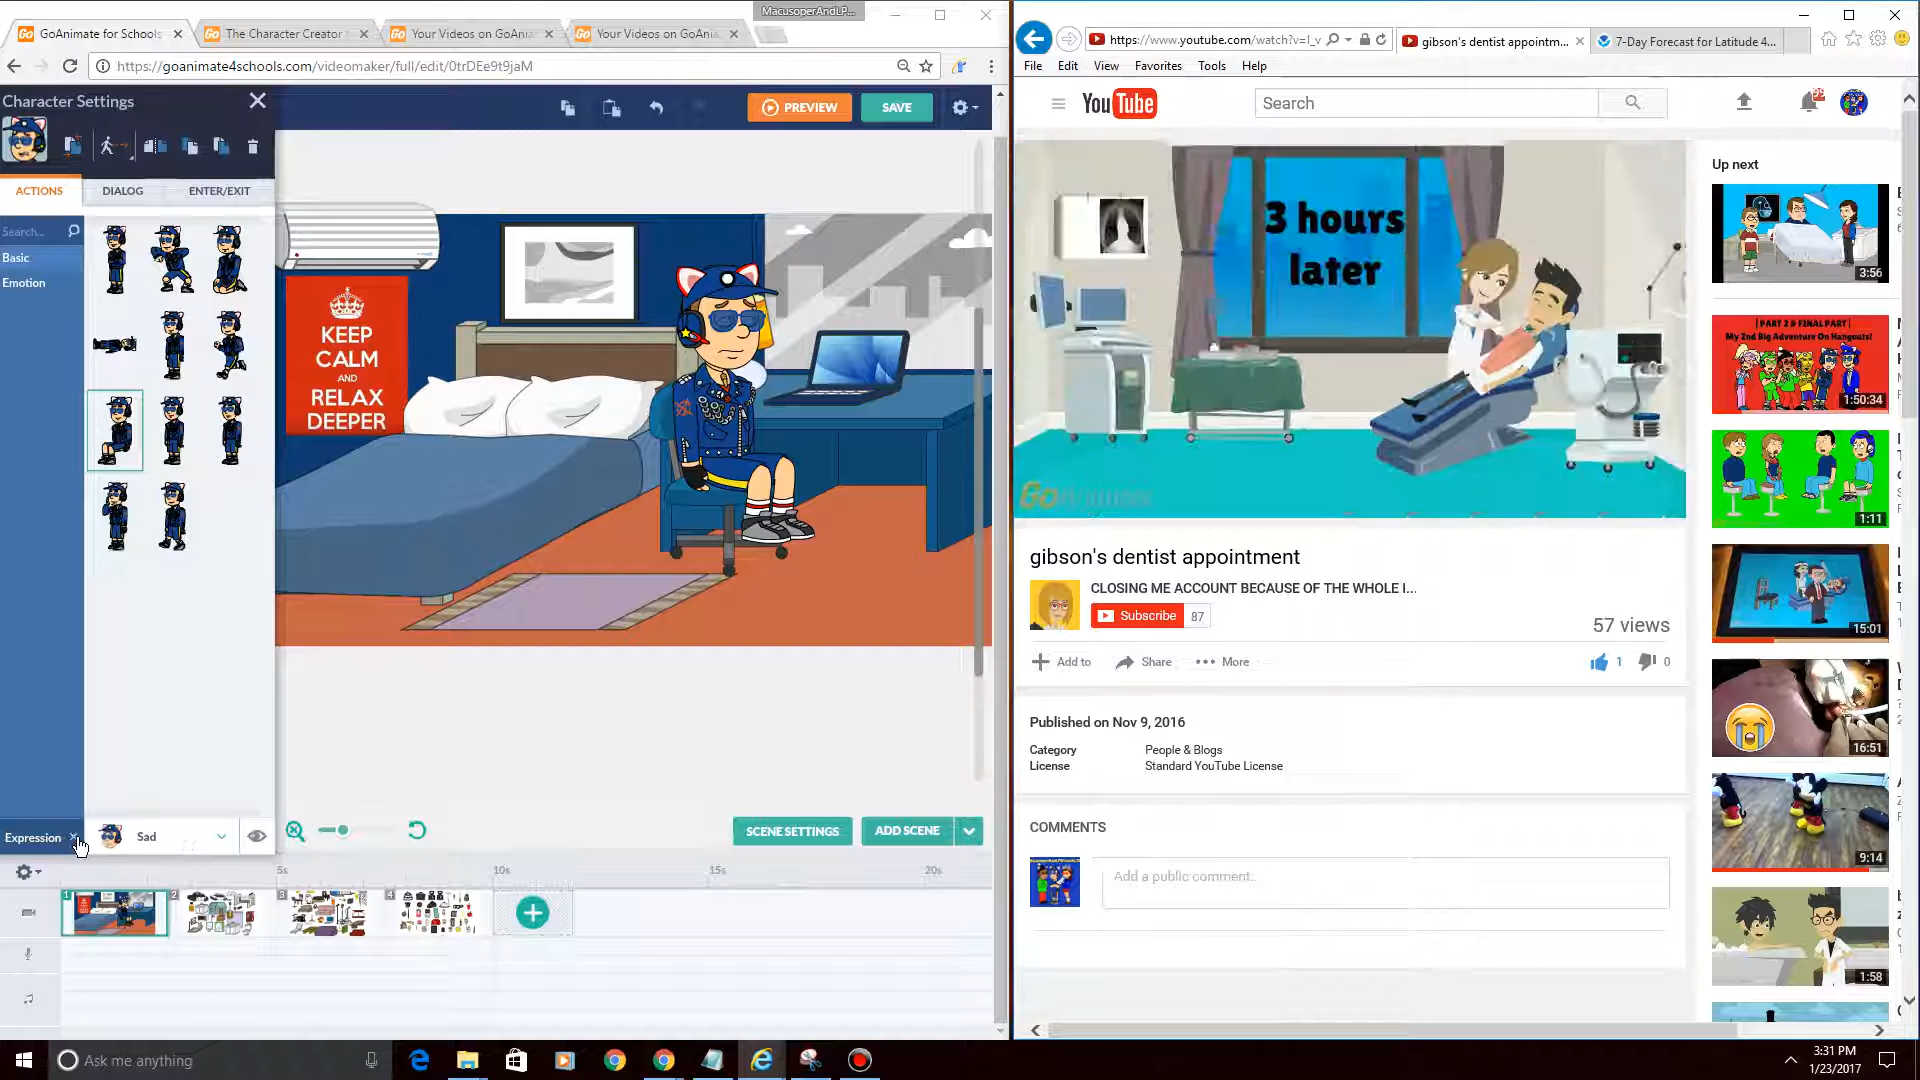 MacusoperAndLP...
GoAnimate for Schools
The Character Creator
Your Videos on GoAni
Your Videos on GoAni
gibson's dentist appointm...
7-Day Forecast for Latitude 4...
https://goanimate4schools.com/videomaker/full/edit/0trDEe9t9jaM
https://www.youtube.com/watch?v=l_v
File Edit View Favorites Tools Help
Character Settings
PREVIEW
SAVE
YouTube
Search
ACTIONS
DIALOG
ENTER/EXIT
Search...
Basic
Emotion
KEEP
CALM
AND
RELAX
DEEPER
3 hours
later
Up next
3:56
PART 2 & FINAL PART
My 2nd Big Adventure On Hangouts!
1:50:34
1:11
15:01
16:51
9:14
1:58
gibson's dentist appointment
CLOSING ME ACCOUNT BECAUSE OF THE WHOLE I...
Subscribe 87
57 views
Add to Share More
1 0
Published on Nov 9, 2016
Category People & Blogs
License Standard YouTube License
COMMENTS
Add a public comment..
Expression
Sad
SCENE SETTINGS
ADD SCENE
5s 10s 15s 20s
1 2 3 4
Ask me anything
3:31 PM
1/23/2017